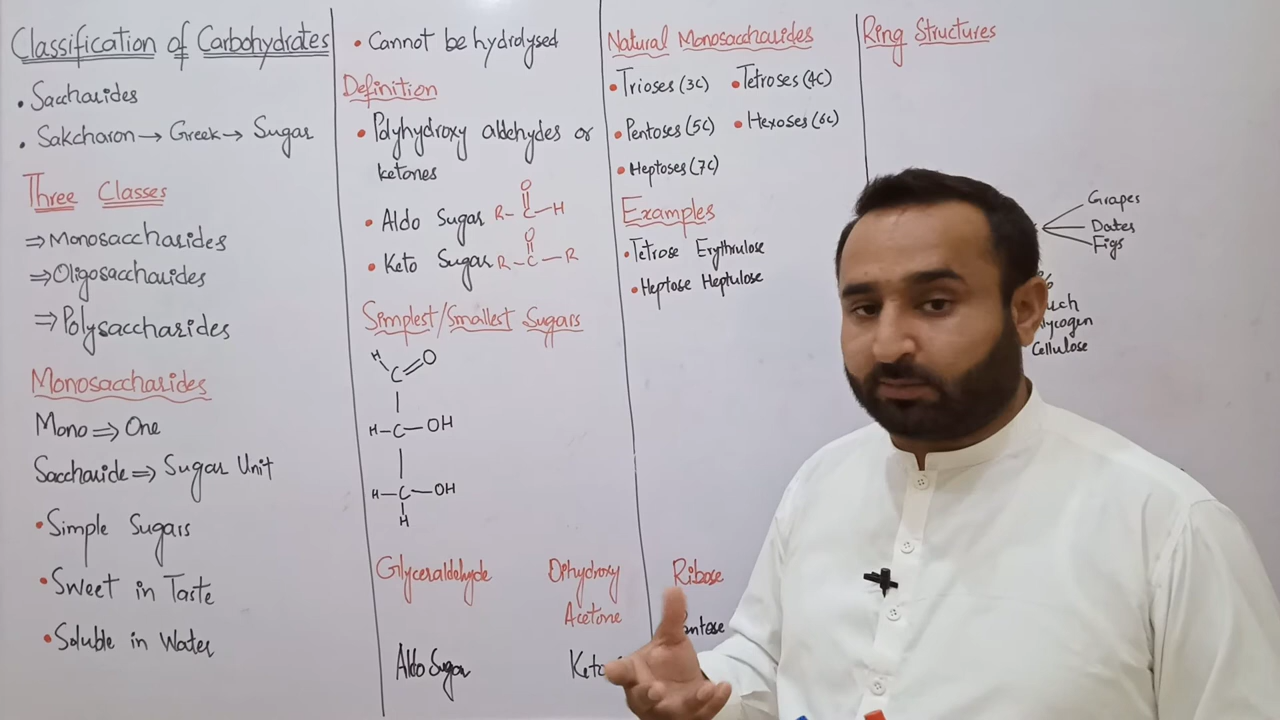 Classification of Carbohydrates
• Saccharides
• Sakcharon → Greek → Sugar
Three Classes
⇒ Monosaccharides
⇒ Oligosaccharides
⇒ Polysaccharides
Monosaccharides
Mono ⇒ One
Saccharide ⇒ Sugar Unit
• Simple Sugars
• Sweet in Taste
• Soluble in Water
• Cannot be hydrolysed
Definition
• Polyhydroxy aldehydes or
ketones
O
• Aldo Sugar R-C-H
O
• Keto Sugar R-C-R
Simplest/Smallest Sugars
H O
C
H-C-OH
H-C-OH
H
Glyceraldehyde
Aldo Sugar
Dihydroxy
Acetone
Natural Monosaccharides
• Trioses (3C) • Tetroses (4C)
• Pentoses (5C) • Hexoses (6C)
• Heptoses (7C)
Examples
• Tetrose Erythrulose
• Heptose Heptulose
Ribose
Ring Structures
Grapes
Dates
Figs
%
Cellulose